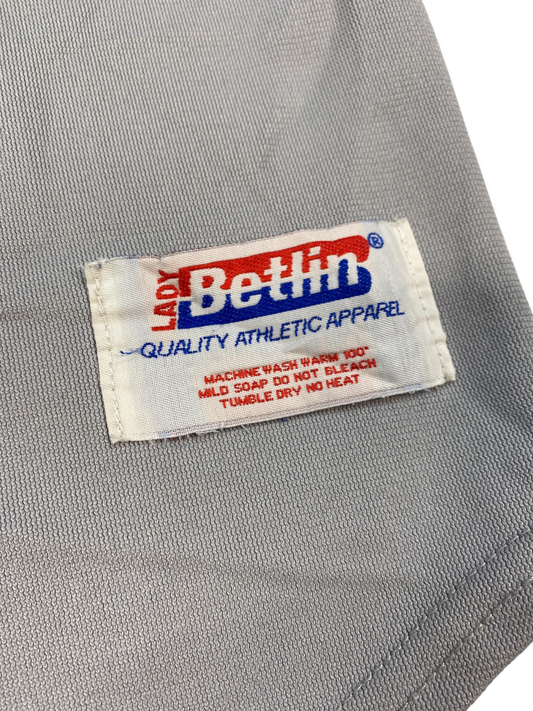 LADY
Betlin®
QUALITY ATHLETIC APPAREL
MACHINE WASH WARM 100°
MILD SOAP DO NOT BLEACH
TUMBLE DRY NO HEAT